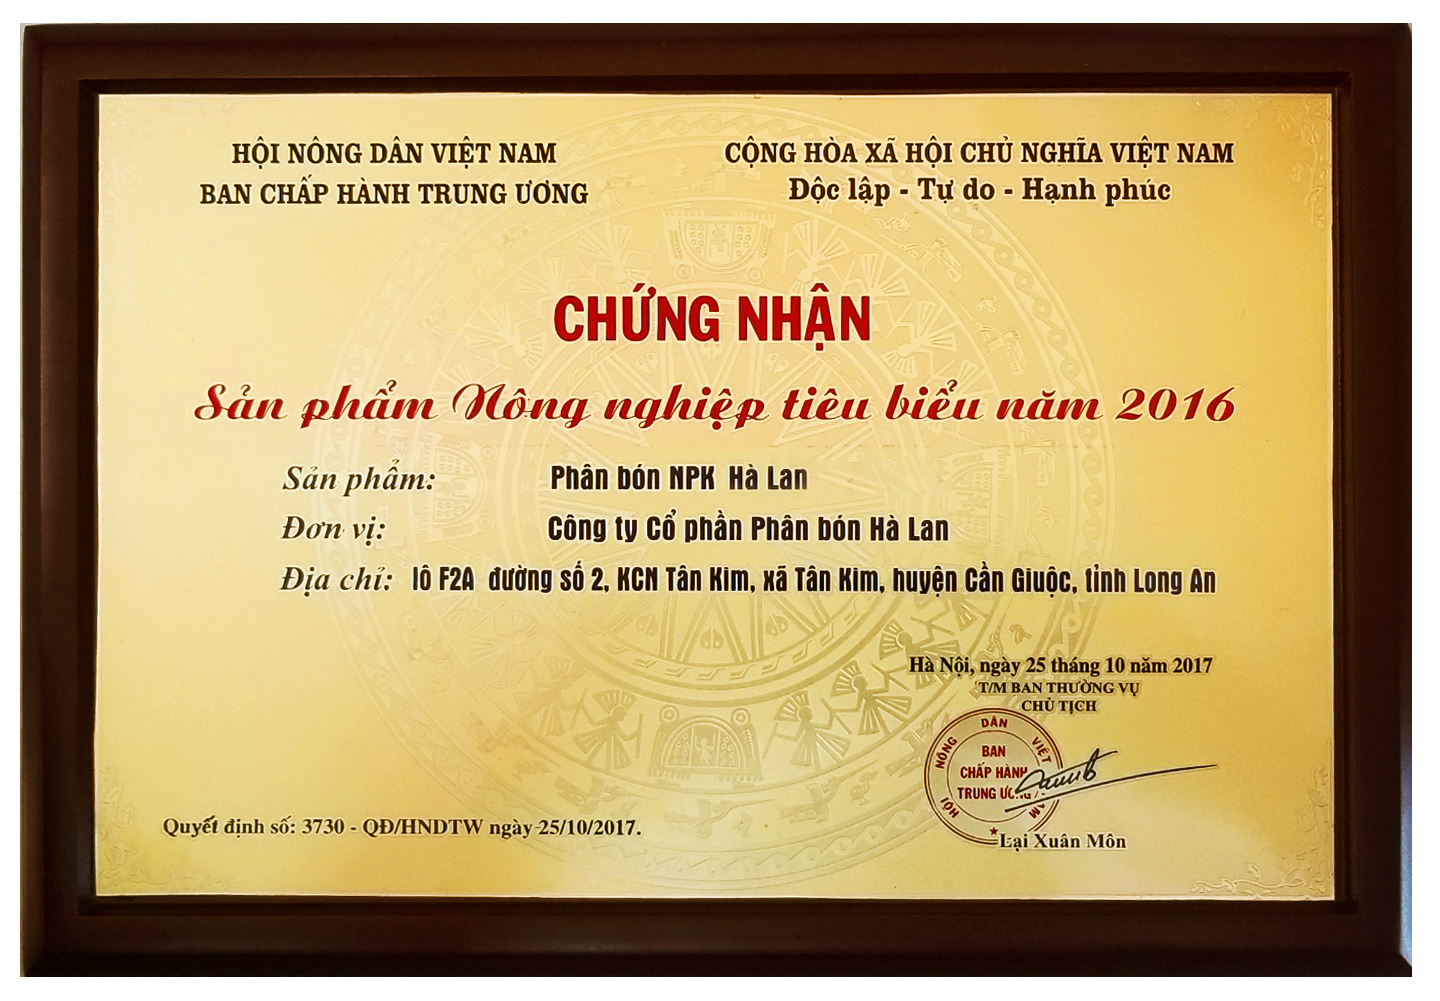 HỘI NÔNG DÂN VIỆT NAM
BAN CHẤP HÀNH TRUNG ƯƠNG
CỘNG HÒA XÃ HỘI CHỦ NGHĨA VIỆT NAM
Độc lập - Tự do - Hạnh phúc
CHỨNG NHẬN
Sản phẩm Nông nghiệp tiêu biểu năm 2016
Sản phẩm: Phân bón NPK Hà Lan
Đơn vị: Công ty Cổ phần Phân bón Hà Lan
Địa chỉ: lô F2A đường số 2, KCN Tân Kim, xã Tân Kim, huyện Cần Giuộc, tỉnh Long An
Hà Nội, ngày 25 tháng 10 năm 2017
T/M BAN THƯỜNG VỤ
CHỦ TỊCH
HỘI NÔNG DÂN VIỆT
BAN
CHẤP HÀNH
TRUNG
Lại Xuân Môn
Quyết định số: 3730 - QĐ/HNDTW ngày 25/10/2017.